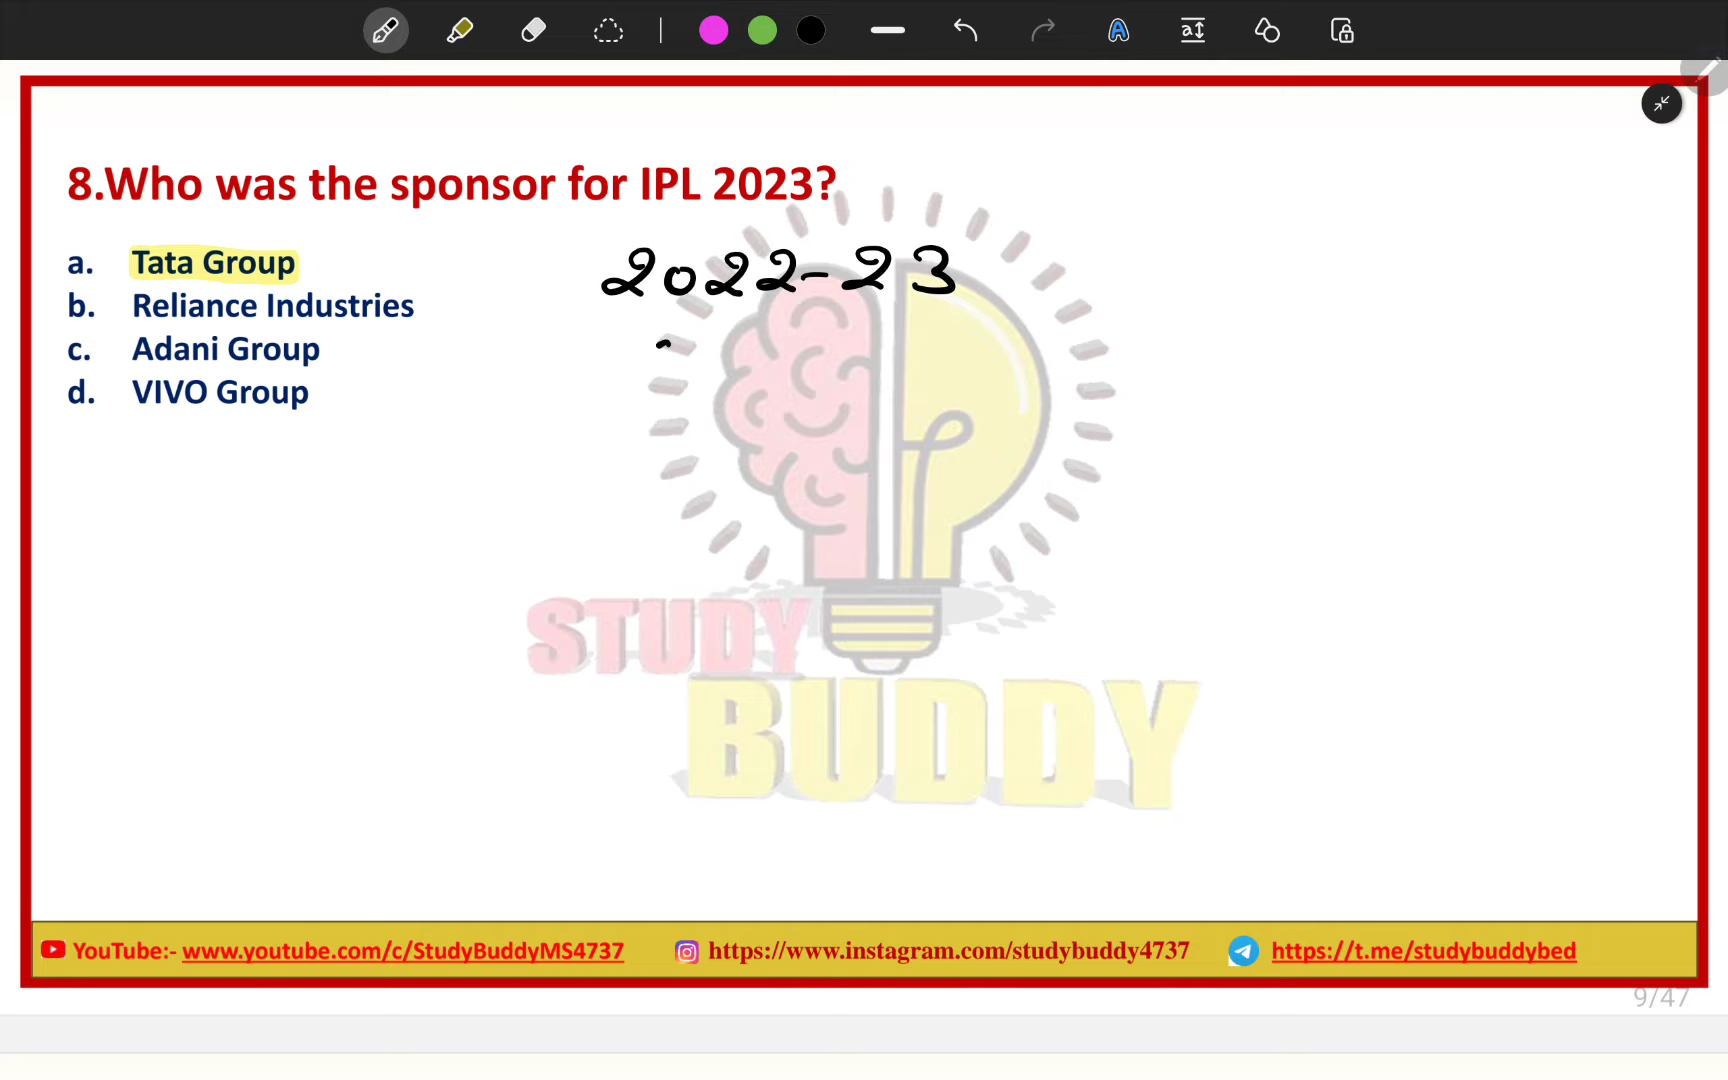 8.Who was the sponsor for IPL 2023?
a. Tata Group
2022-23
b. Reliance Industries
c. Adani Group
d. VIVO Group
STUDY
BUDDY
YouTube:- www.youtube.com/c/StudyBuddyMS4737 https://www.instagram.com/studybuddy4737 https://t.me/studybuddybed
9/47